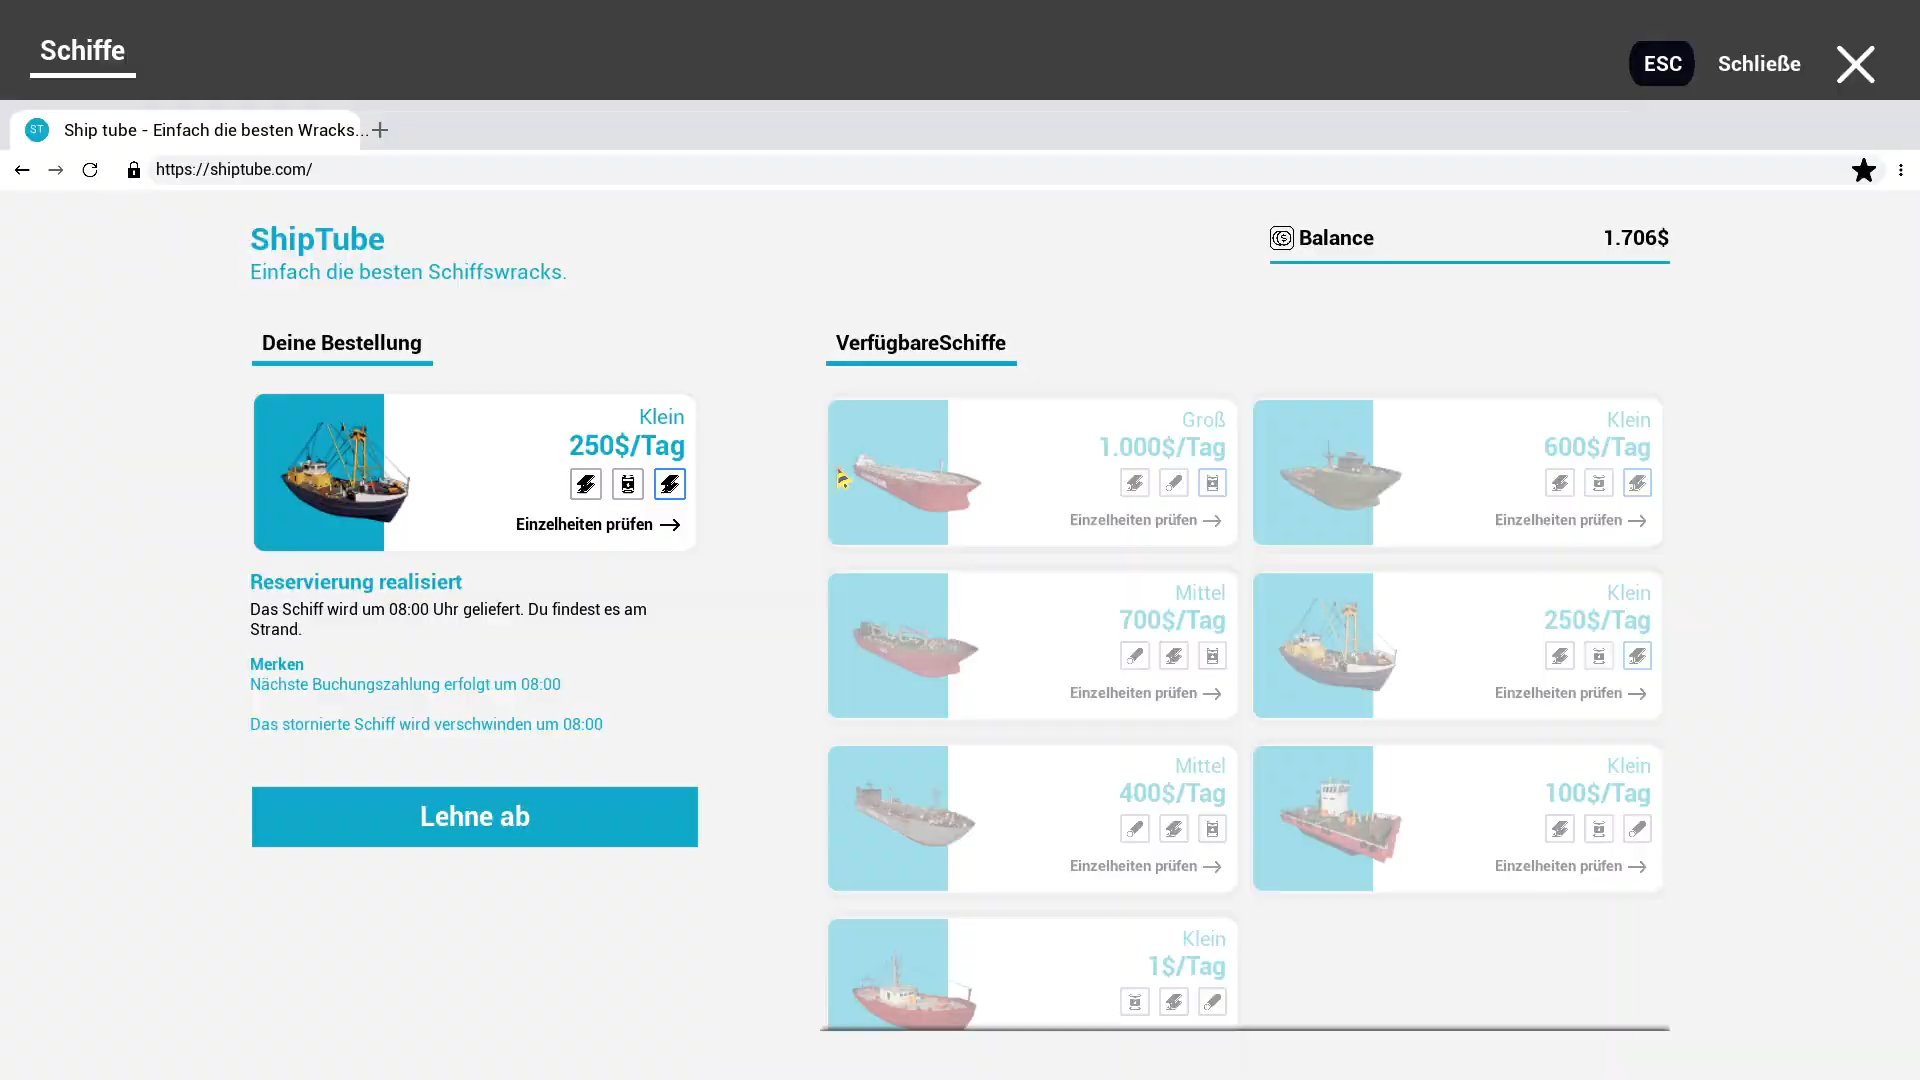 Schiffe
ESC Schließe
ST Ship tube - Einfach die besten Wracks...
https://shiptube.com/
ShipTube
Einfach die besten Schiffswracks.
Balance 1.706$
Deine Bestellung
Klein
250$/Tag
Einzelheiten prüfen
Reservierung realisiert
Das Schiff wird um 08:00 Uhr geliefert. Du findest es am
Strand.
Merken
Nächste Buchungszahlung erfolgt um 08:00
Das stornierte Schiff wird verschwinden um 08:00
Lehne ab
VerfügbareSchiffe
Groß
1.000$/Tag
Einzelheiten prüfen
Klein
600$/Tag
Einzelheiten prüfen
Mittel
700$/Tag
Einzelheiten prüfen
Klein
250$/Tag
Einzelheiten prüfen
Mittel
400$/Tag
Einzelheiten prüfen
Klein
100$/Tag
Einzelheiten prüfen
Klein
1$/Tag